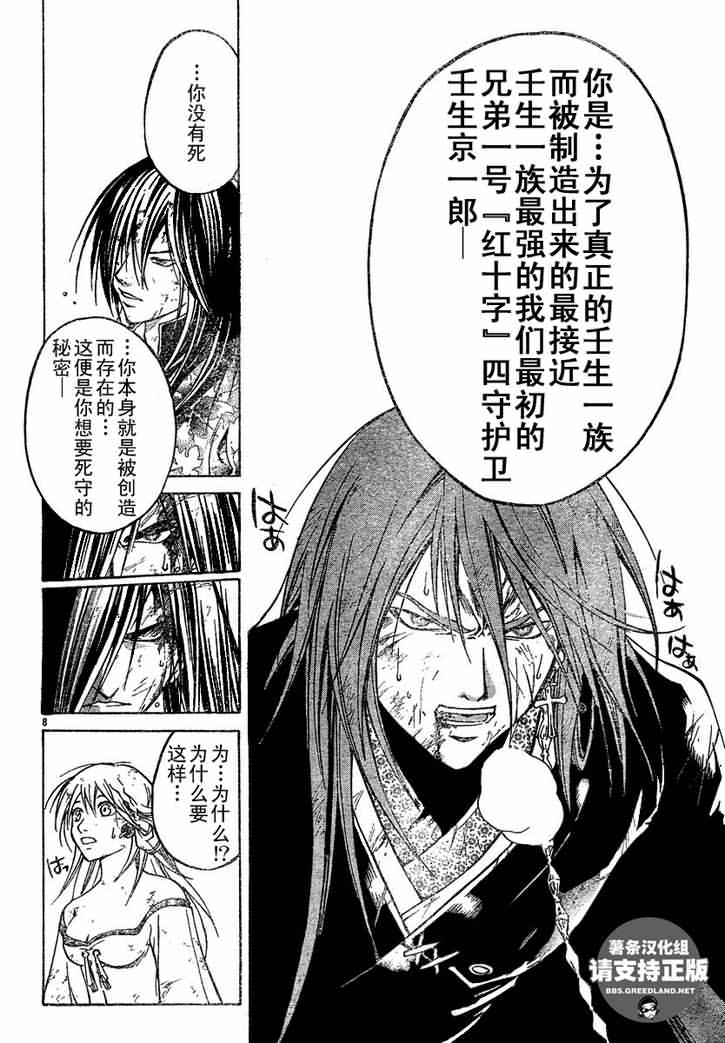 你是…为了真正的壬生一族
而被制造出来的最接近
壬生一族最强的我们最初的
兄弟一号『红十字』四守护卫
壬生京一郎—
…你没有死
…你本身就是被创造
而存在的…
这便是你想要死守的
秘密—
はぁ
はぁ
はぁ
はぁ
8
为…为什么!?
为什么要
这样…
はっ
薯条汉化组
请支持正版
BBS.GREEDLAND.NET